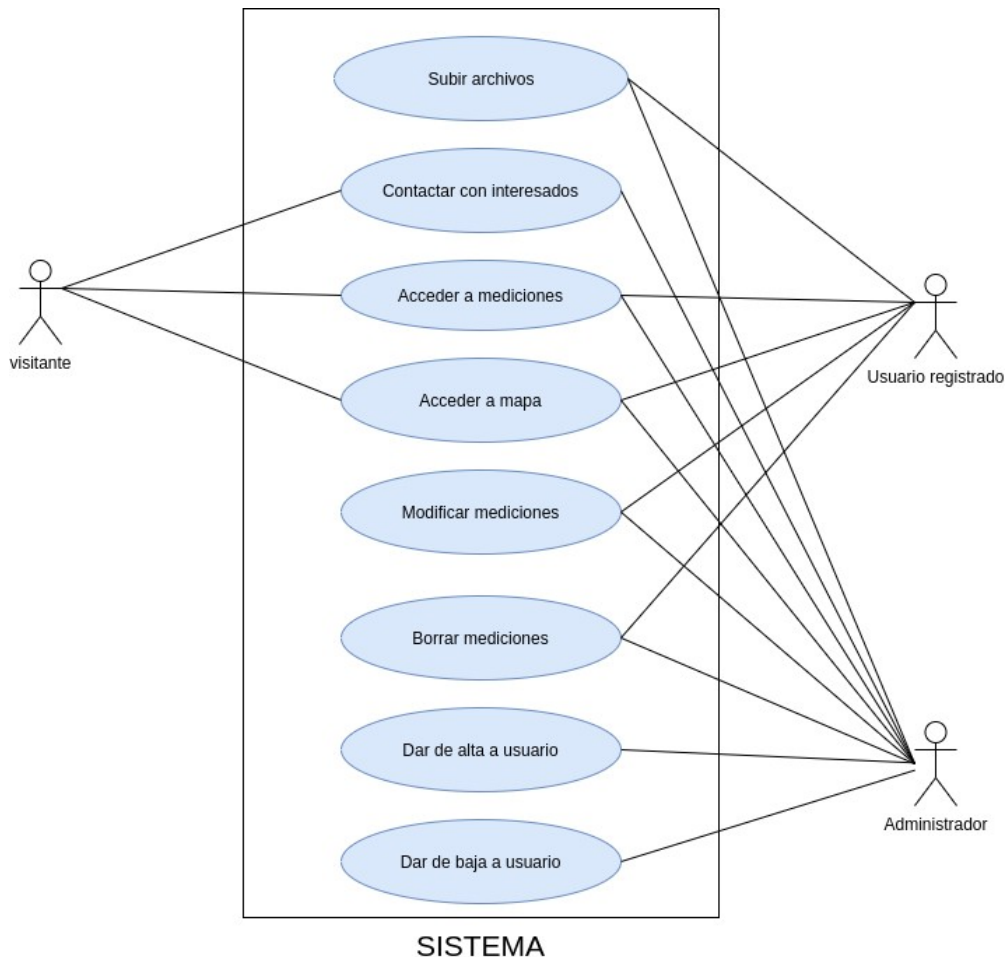 Subir archivos
Contactar con interesados
Acceder a mediciones
visitante
Usuario registrado
Acceder a mapa
Modificar mediciones
Borrar mediciones
Dar de alta a usuario
Administrador
Dar de baja a usuario
SISTEMA